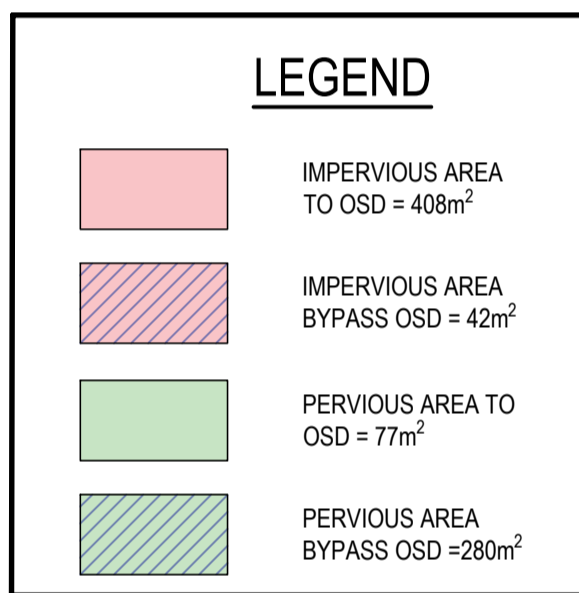 LEGEND
IMPERVIOUS AREA
TO OSD = 408m²
IMPERVIOUS AREA
BYPASS OSD = 42m²
PERVIOUS AREA TO
OSD = 77m²
PERVIOUS AREA
BYPASS OSD =280m²